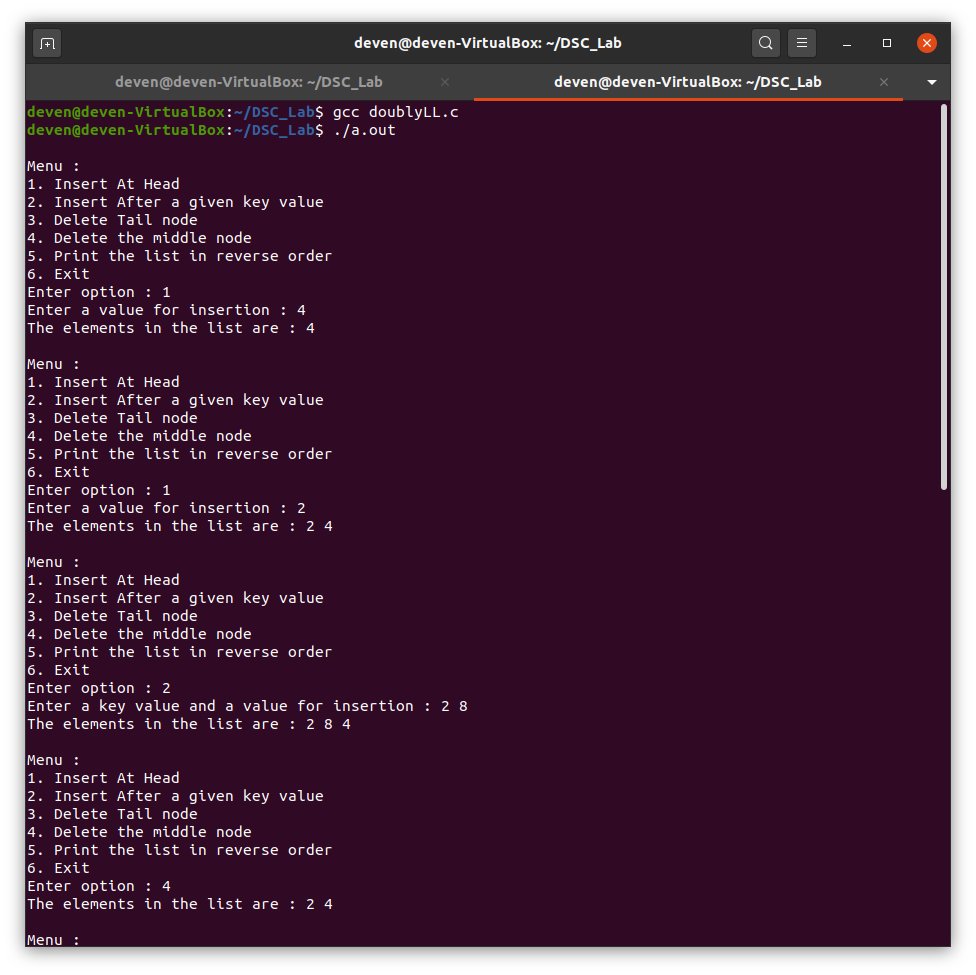 deven@deven-VirtualBox: ~/DSC_Lab
deven@deven-VirtualBox: ~/DSC_Lab
deven@deven-VirtualBox: ~/DSC_Lab
deven@deven-VirtualBox:~/DSC_Lab$ gcc doublyLL.c
deven@deven-VirtualBox:~/DSC_Lab$ ./a.out
Menu :
1. Insert At Head
2. Insert After a given key value
3. Delete Tail node
4. Delete the middle node
5. Print the list in reverse order
6. Exit
Enter option : 1
Enter a value for insertion : 4
The elements in the list are : 4
Menu :
1. Insert At Head
2. Insert After a given key value
3. Delete Tail node
4. Delete the middle node
5. Print the list in reverse order
6. Exit
Enter option : 1
Enter a value for insertion : 2
The elements in the list are : 2 4
Menu :
1. Insert At Head
2. Insert After a given key value
3. Delete Tail node
4. Delete the middle node
5. Print the list in reverse order
6. Exit
Enter option : 2
Enter a key value and a value for insertion : 2 8
The elements in the list are : 2 8 4
Menu :
1. Insert At Head
2. Insert After a given key value
3. Delete Tail node
4. Delete the middle node
5. Print the list in reverse order
6. Exit
Enter option : 4
The elements in the list are : 2 4
Menu :